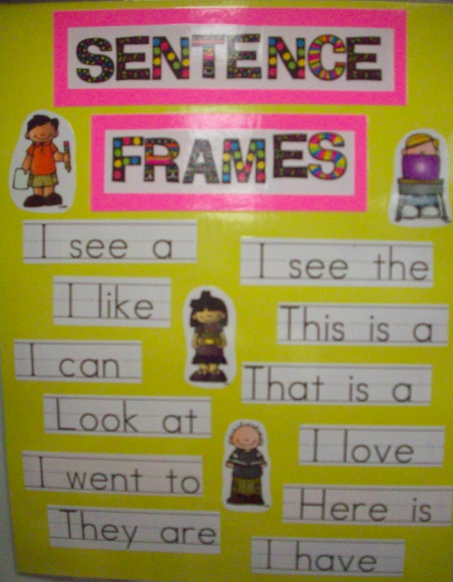 SENTENCE
FRAMES
I see a
I like
I can
Look at
I went to
They are
I see the
This is a
That is a
I love
Here is
I have